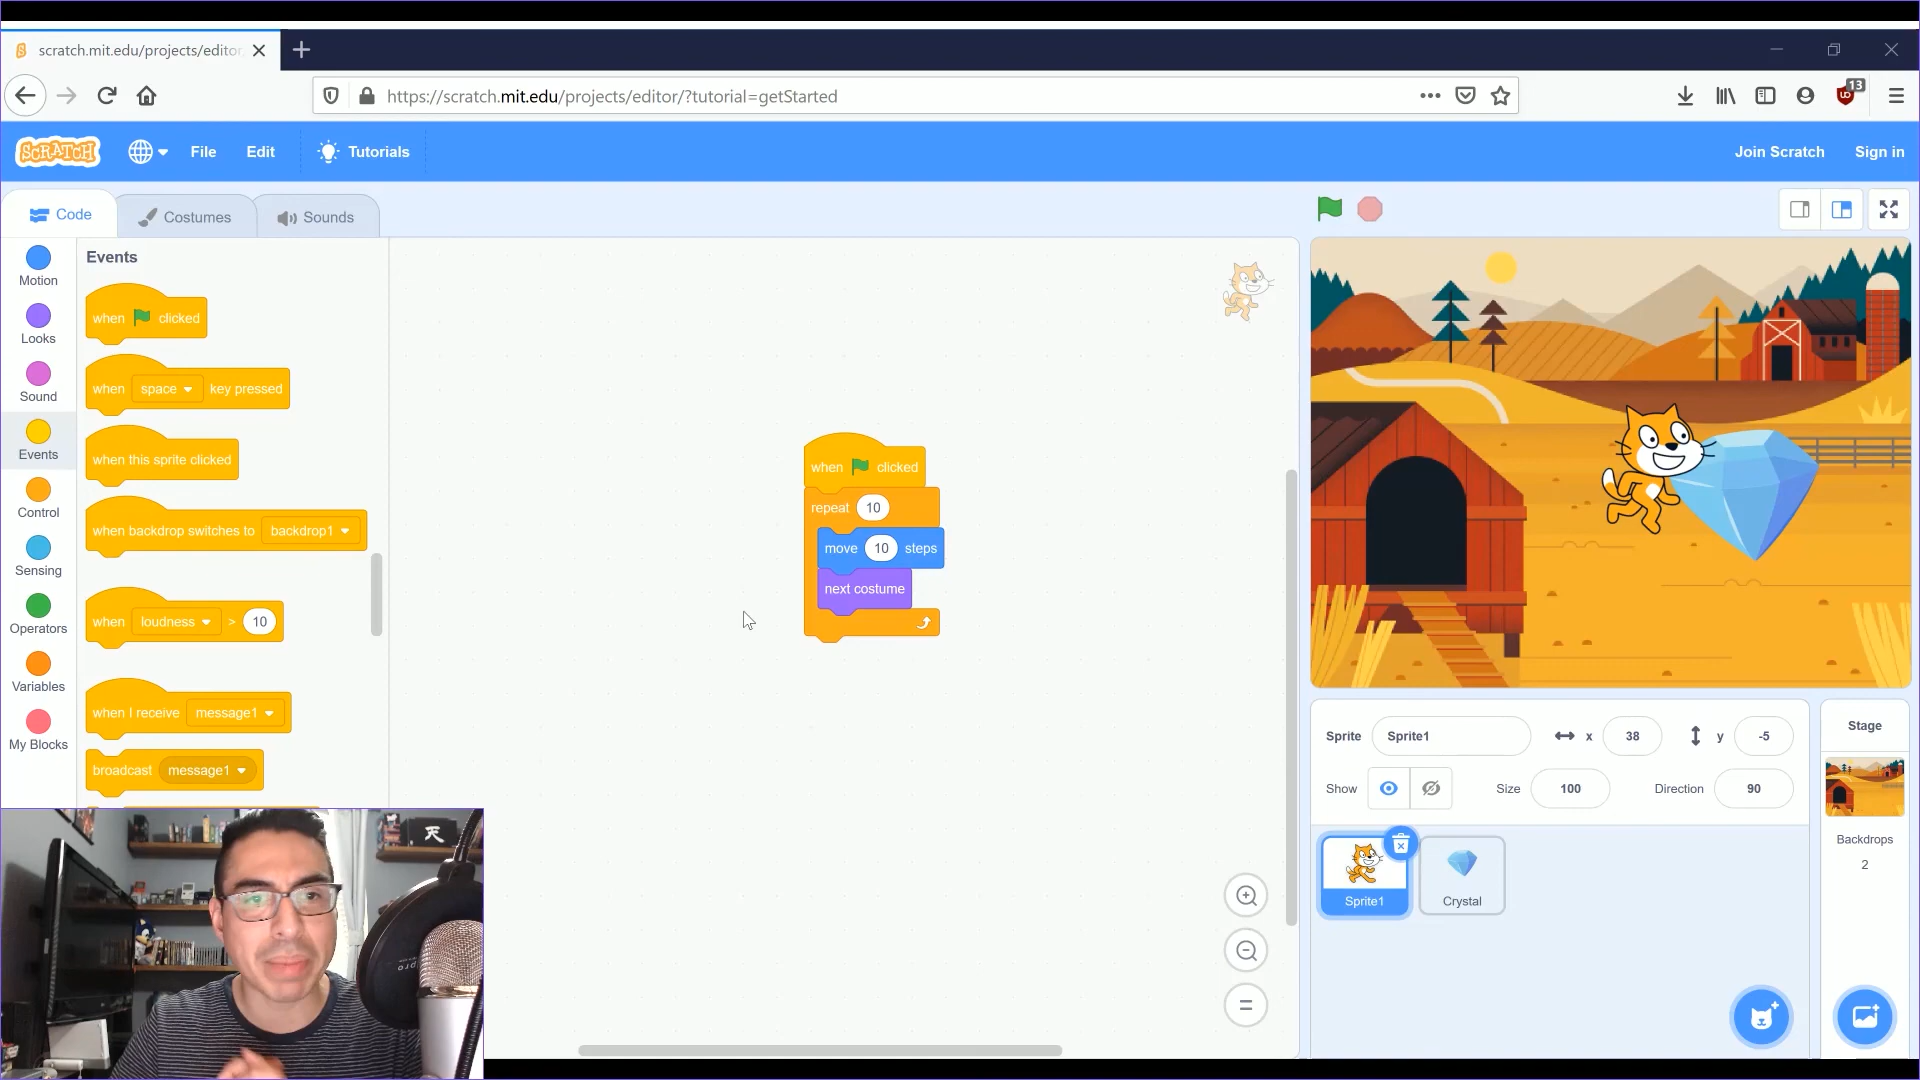 scratch.mit.edu/projects/editor
https://scratch.mit.edu/projects/editor/?tutorial=getStarted
13
SCRATCH
File
Edit
Tutorials
Join Scratch
Sign in
Code
Costumes
Sounds
Motion
Looks
Sound
Events
Control
Sensing
Operators
Variables
My Blocks
Events
when clicked
when space key pressed
when this sprite clicked
when backdrop switches to backdrop1
when loudness > 10
when I receive message1
broadcast message1
when clicked
repeat 10
move 10 steps
next costume
Sprite Sprite1 x 38 y -5
Show Size 100 Direction 90
Sprite1
Crystal
Stage
Backdrops
2
天